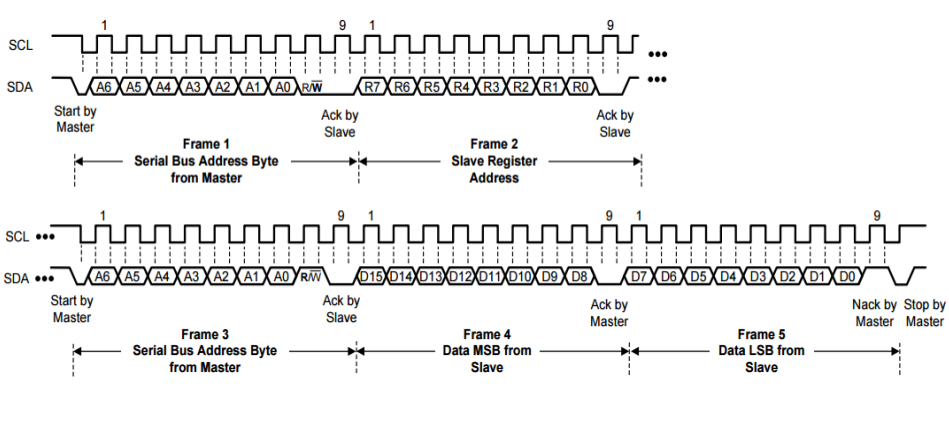 1 9 1 9
SCL •••
SDA A6 A5 A4 A3 A2 A1 A0 R/W̅ R7 R6 R5 R4 R3 R2 R1 R0 •••
Start by
Master
Ack by
Slave
Ack by
Slave
Frame 1
Serial Bus Address Byte
from Master
Frame 2
Slave Register
Address
1 9 1 9 1 9
SCL •••
SDA ••• A6 A5 A4 A3 A2 A1 A0 R/W̅ D15 D14 D13 D12 D11 D10 D9 D8 D7 D6 D5 D4 D3 D2 D1 D0
Start by
Master
Ack by
Slave
Ack by
Master
Nack by
Master
Stop by
Master
Frame 3
Serial Bus Address Byte
from Master
Frame 4
Data MSB from
Slave
Frame 5
Data LSB from
Slave